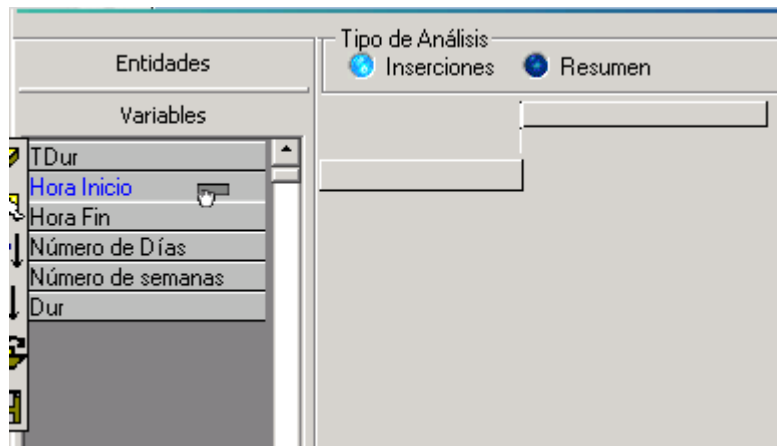 Entidades
Variables
TDur
Hora Inicio
Hora Fin
Número de Días
Número de semanas
Dur
Tipo de Análisis
Inserciones
Resumen